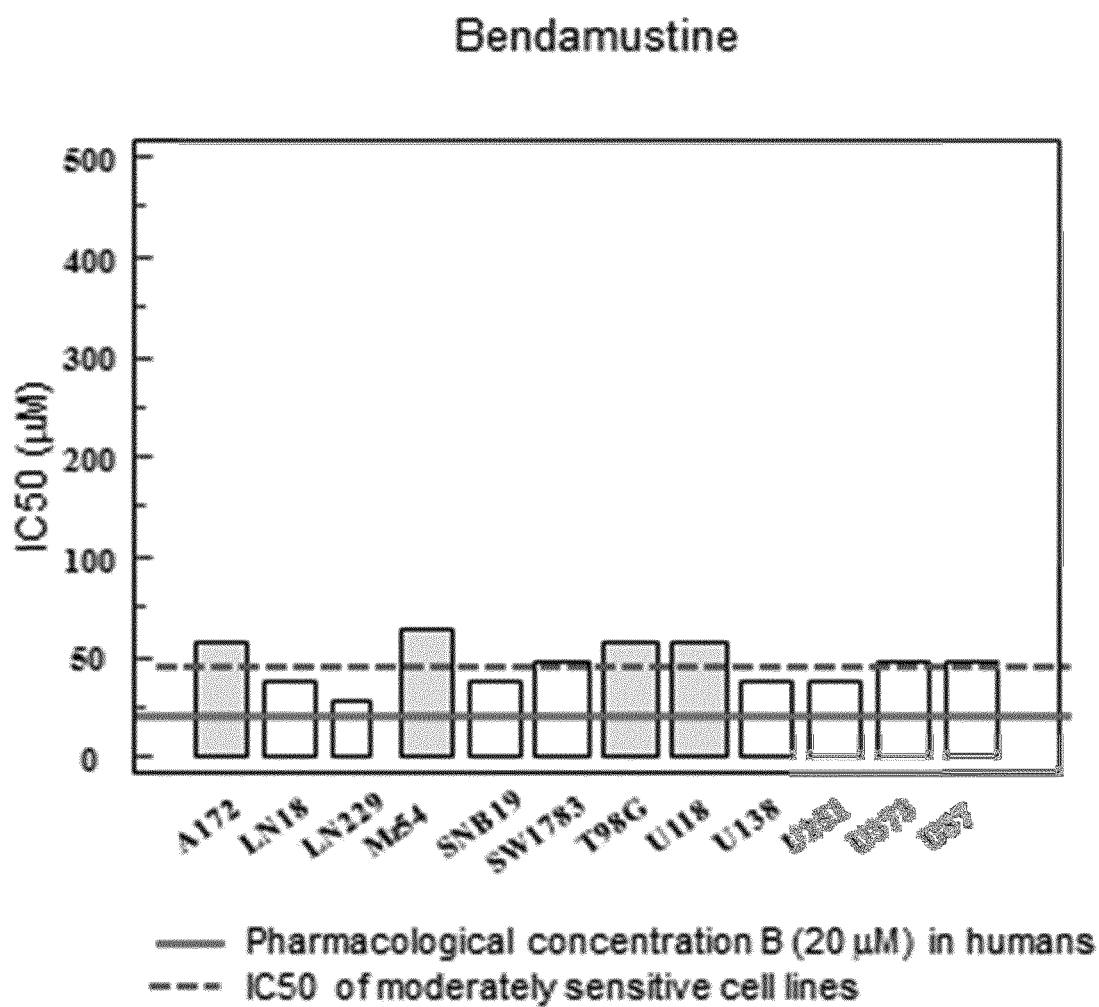 Bendamustine
500
400
300
200
100
50
0
IC50 (µM)
A172
LN18
LN229
Mz54
SNB19
SW1783
T98G
U118
U138
Pharmacological concentration B (20 µM) in humans
IC50 of moderately sensitive cell lines